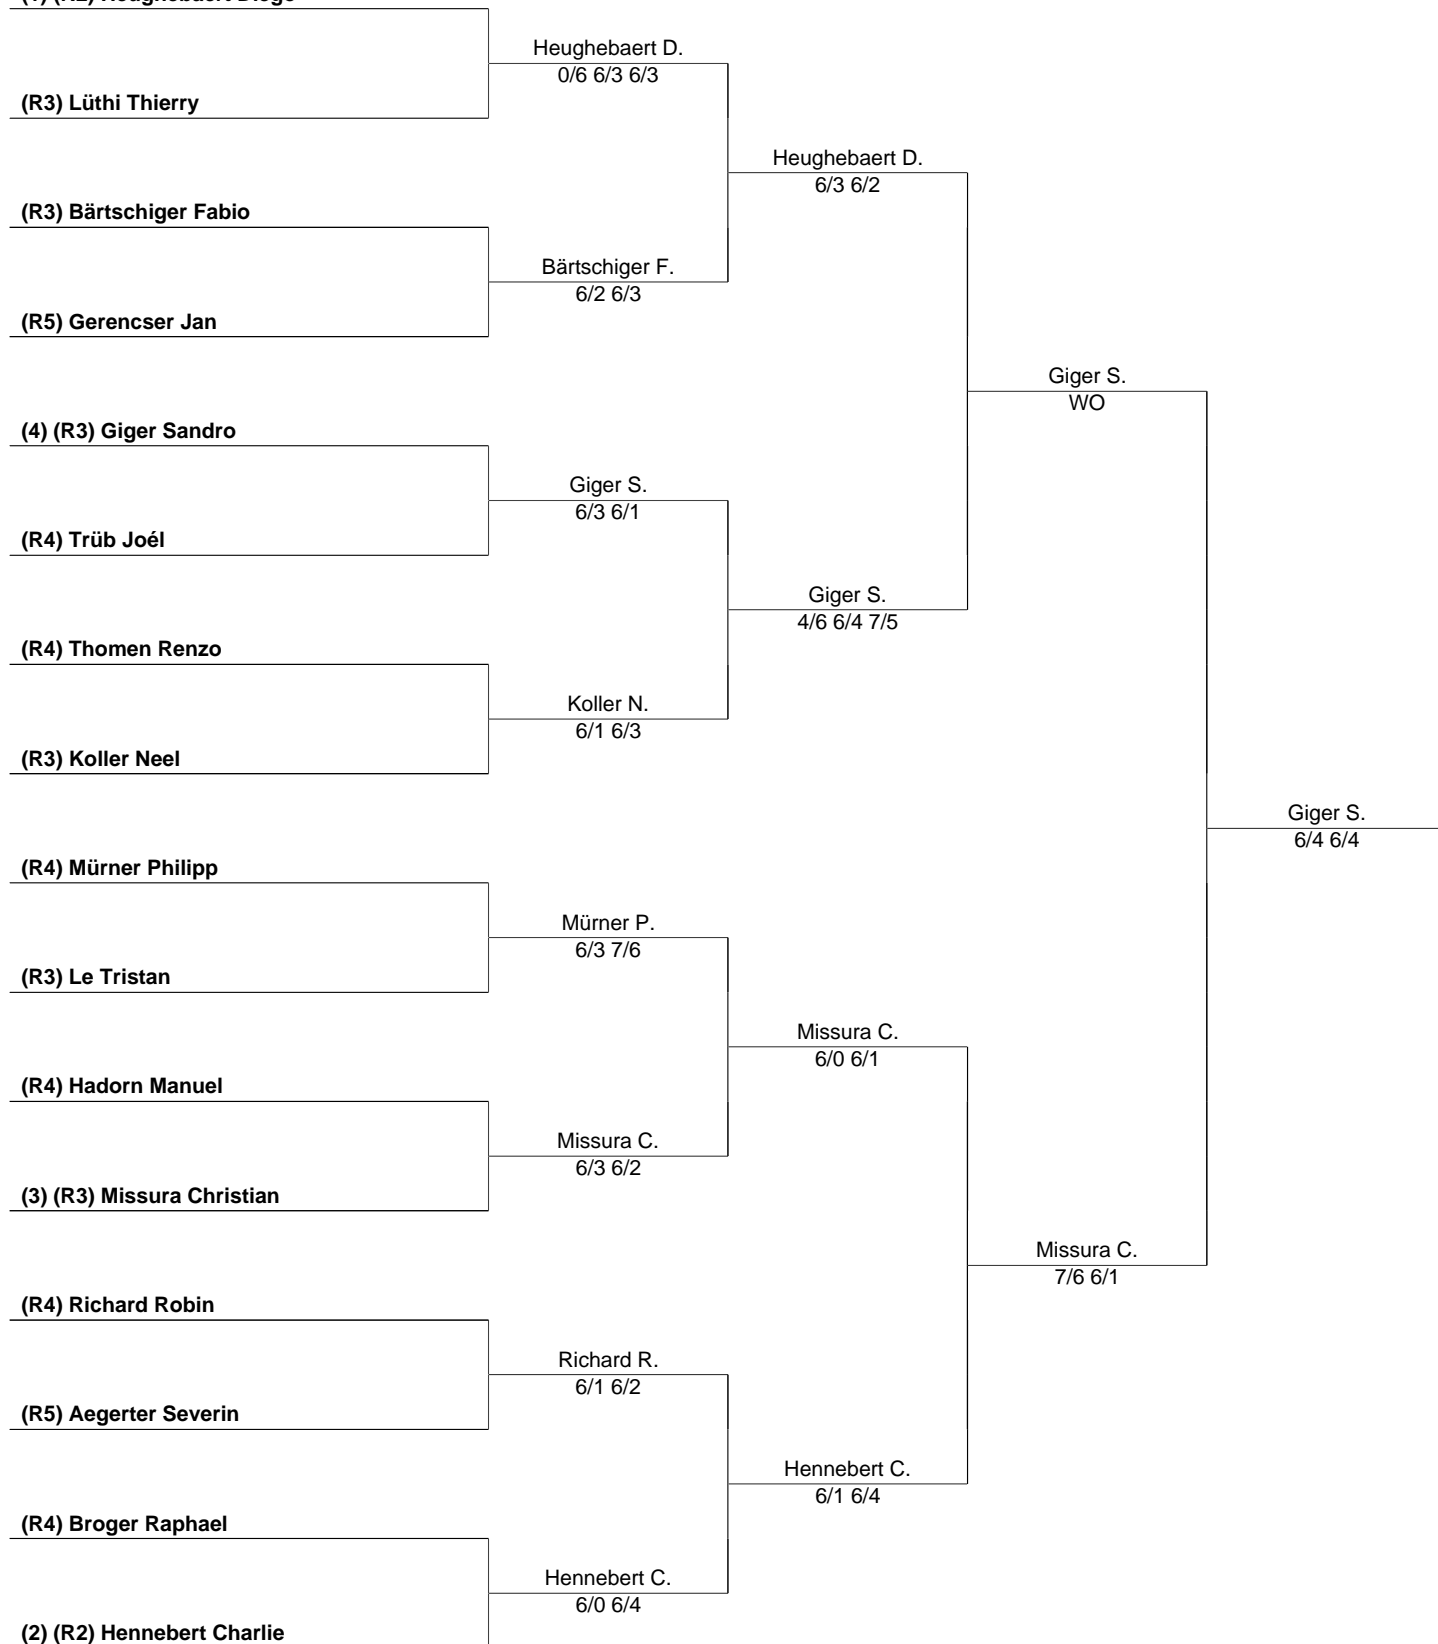 Heughebaert D.
0/6 6/3 6/3
(R3) Lüthi Thierry
Heughebaert D.
6/3 6/2
(R3) Bärtschiger Fabio
Bärtschiger F.
6/2 6/3
(R5) Gerencser Jan
Giger S.
WO
(4) (R3) Giger Sandro
Giger S.
6/3 6/1
(R4) Trüb Joél
Giger S.
4/6 6/4 7/5
(R4) Thomen Renzo
Koller N.
6/1 6/3
(R3) Koller Neel
Giger S.
6/4 6/4
(R4) Mürner Philipp
Mürner P.
6/3 7/6
(R3) Le Tristan
Missura C.
6/0 6/1
(R4) Hadorn Manuel
Missura C.
6/3 6/2
(3) (R3) Missura Christian
Missura C.
7/6 6/1
(R4) Richard Robin
Richard R.
6/1 6/2
(R5) Aegerter Severin
Hennebert C.
6/1 6/4
(R4) Broger Raphael
Hennebert C.
6/0 6/4
(2) (R2) Hennebert Charlie